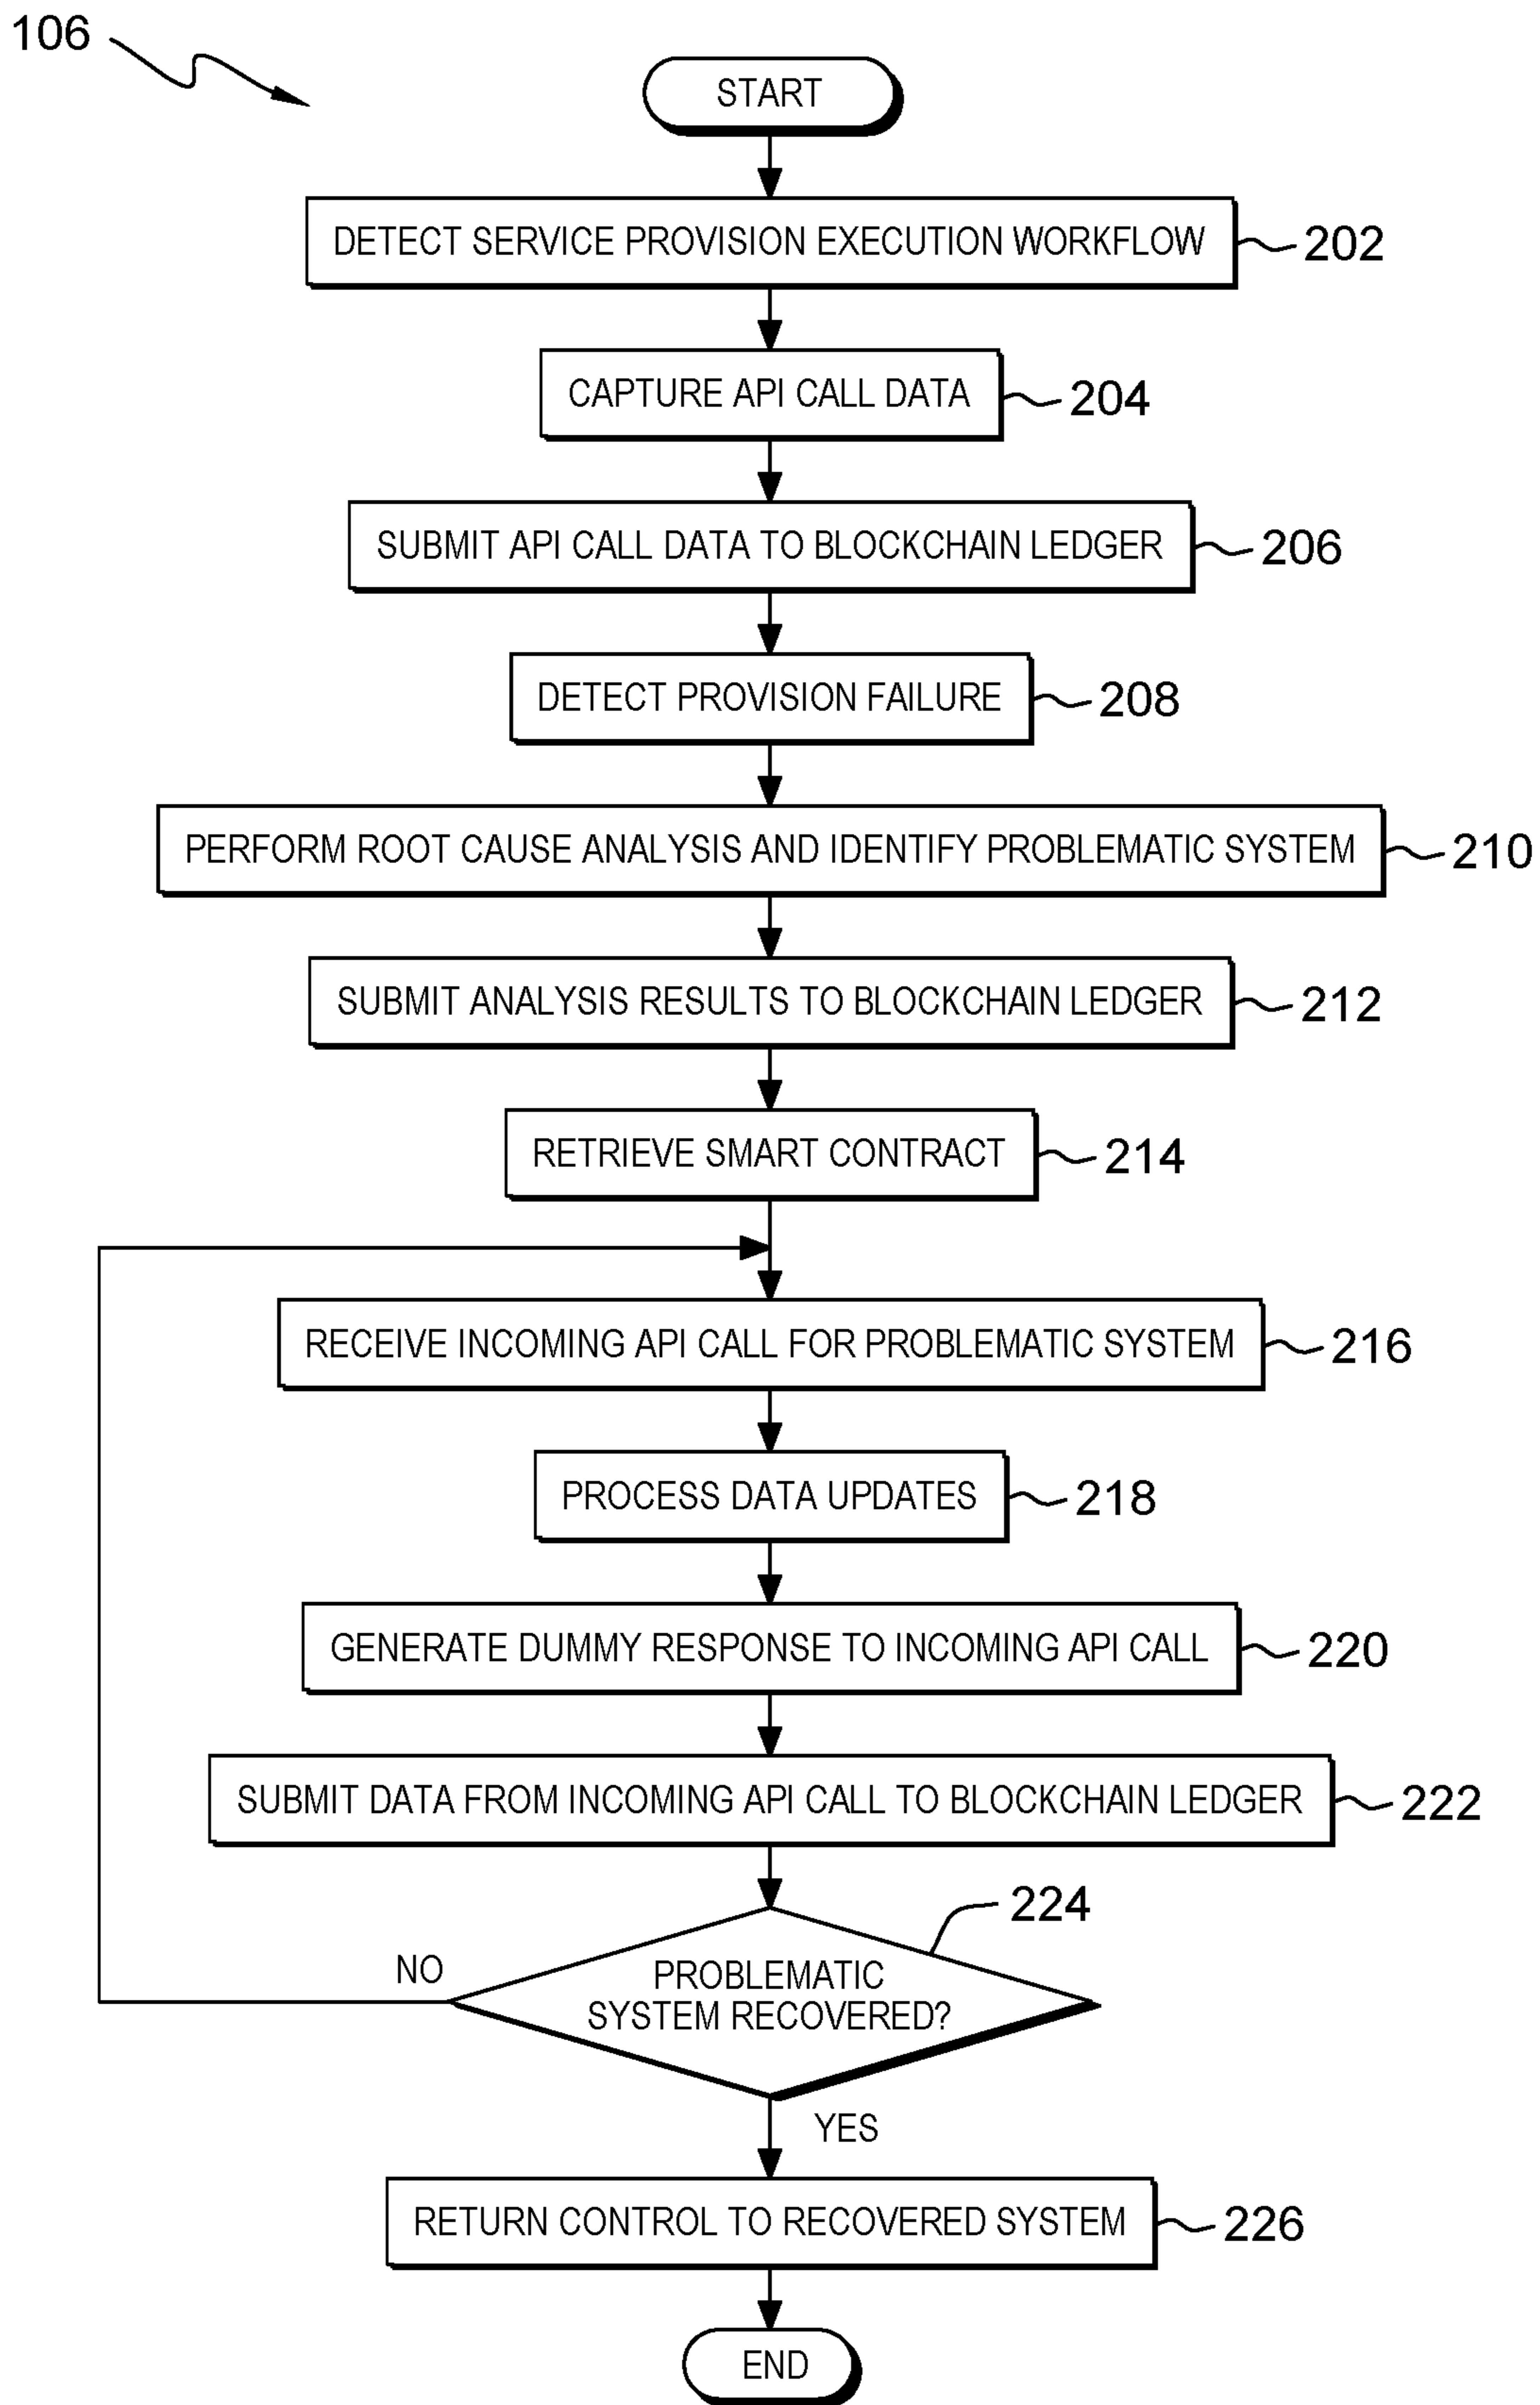 106
START
DETECT SERVICE PROVISION EXECUTION WORKFLOW
202
CAPTURE API CALL DATA
204
SUBMIT API CALL DATA TO BLOCKCHAIN LEDGER
206
DETECT PROVISION FAILURE
208
PERFORM ROOT CAUSE ANALYSIS AND IDENTIFY PROBLEMATIC SYSTEM
210
SUBMIT ANALYSIS RESULTS TO BLOCKCHAIN LEDGER
212
RETRIEVE SMART CONTRACT
214
RECEIVE INCOMING API CALL FOR PROBLEMATIC SYSTEM
216
PROCESS DATA UPDATES
218
GENERATE DUMMY RESPONSE TO INCOMING API CALL
220
SUBMIT DATA FROM INCOMING API CALL TO BLOCKCHAIN LEDGER
222
224
NO
PROBLEMATIC
SYSTEM RECOVERED?
YES
RETURN CONTROL TO RECOVERED SYSTEM
226
END